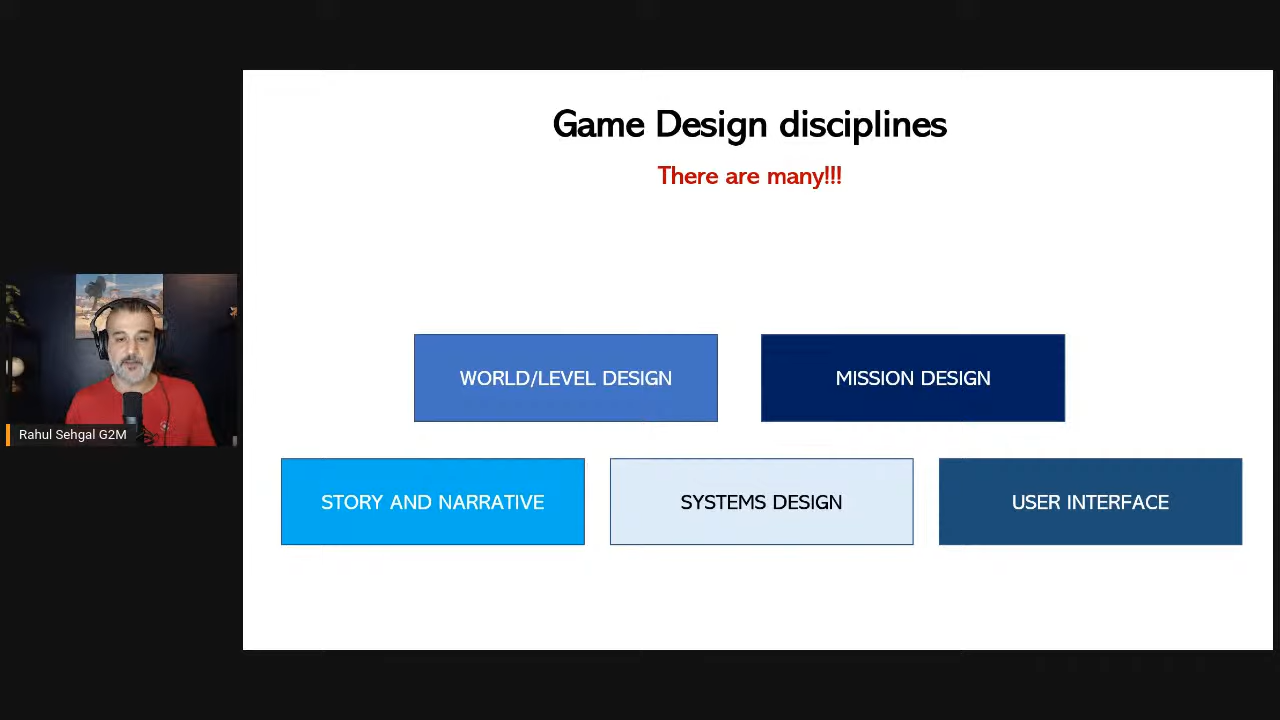 Game Design disciplines
There are many!!!
WORLD/LEVEL DESIGN
MISSION DESIGN
Rahul Sehgal G2M
STORY AND NARRATIVE
SYSTEMS DESIGN
USER INTERFACE